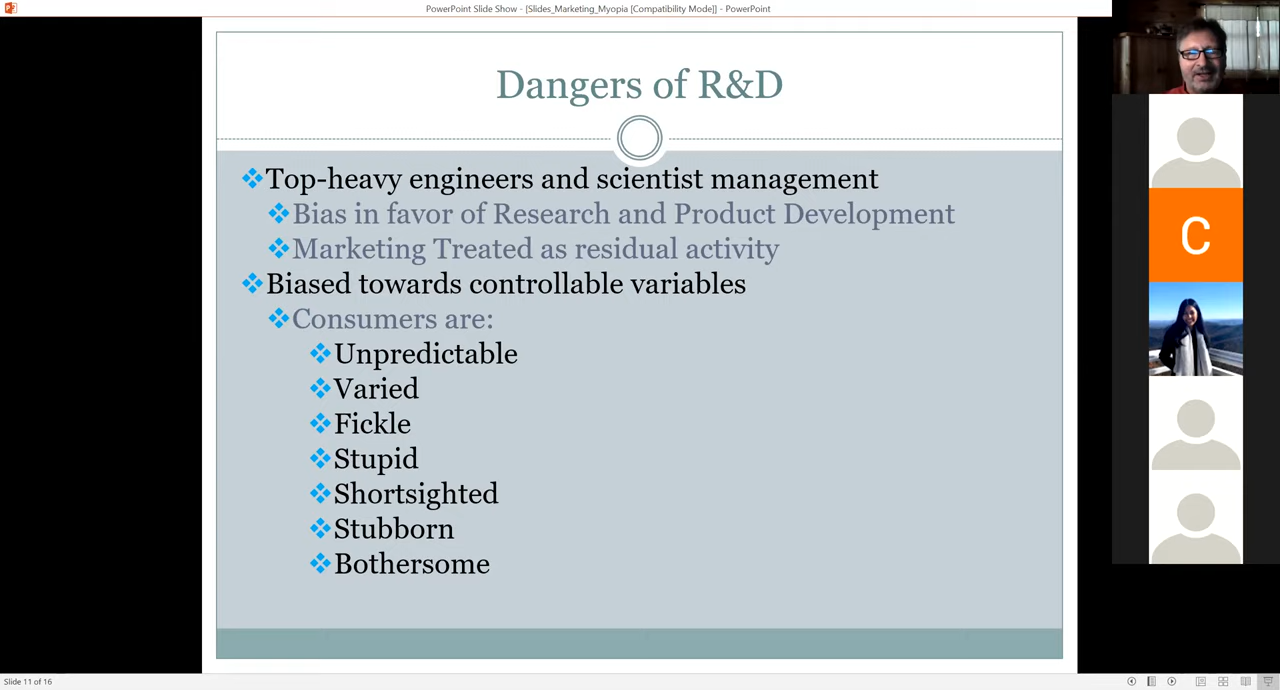 PowerPoint Slide Show - [Slides_Marketing_Myopia [Compatibility Mode]] - PowerPoint
Dangers of R&D
Top-heavy engineers and scientist management
Bias in favor of Research and Product Development
Marketing Treated as residual activity
Biased towards controllable variables
Consumers are:
Unpredictable
Varied
Fickle
Stupid
Shortsighted
Stubborn
Bothersome
C
Slide 11 of 16